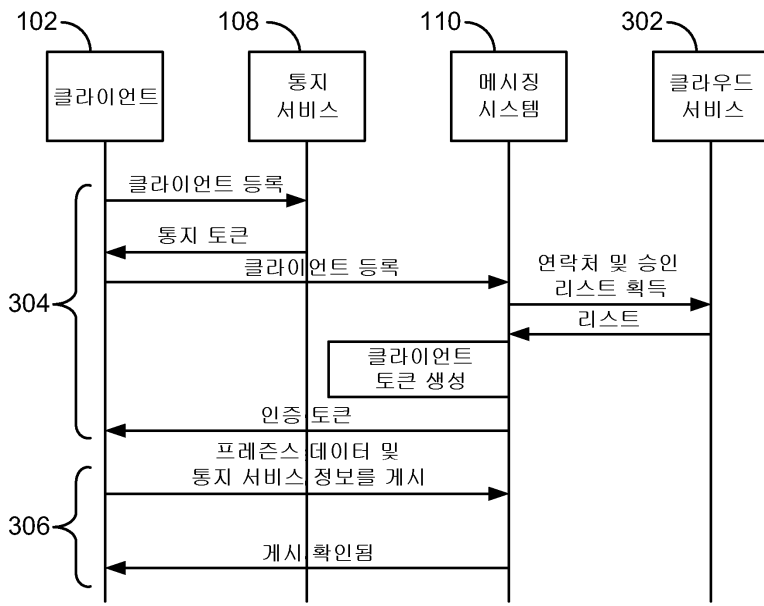 102
108
110
302
클라이언트
통지
서비스
메시징
시스템
클라우드
서비스
클라이언트 등록
통지 토큰
클라이언트 등록
연락처 및 승인
리스트 획득
304
리스트
클라이언트
토큰 생성
인증 토큰
프레즌스 데이터 및
통지 서비스 정보를 게시
306
게시 확인됨